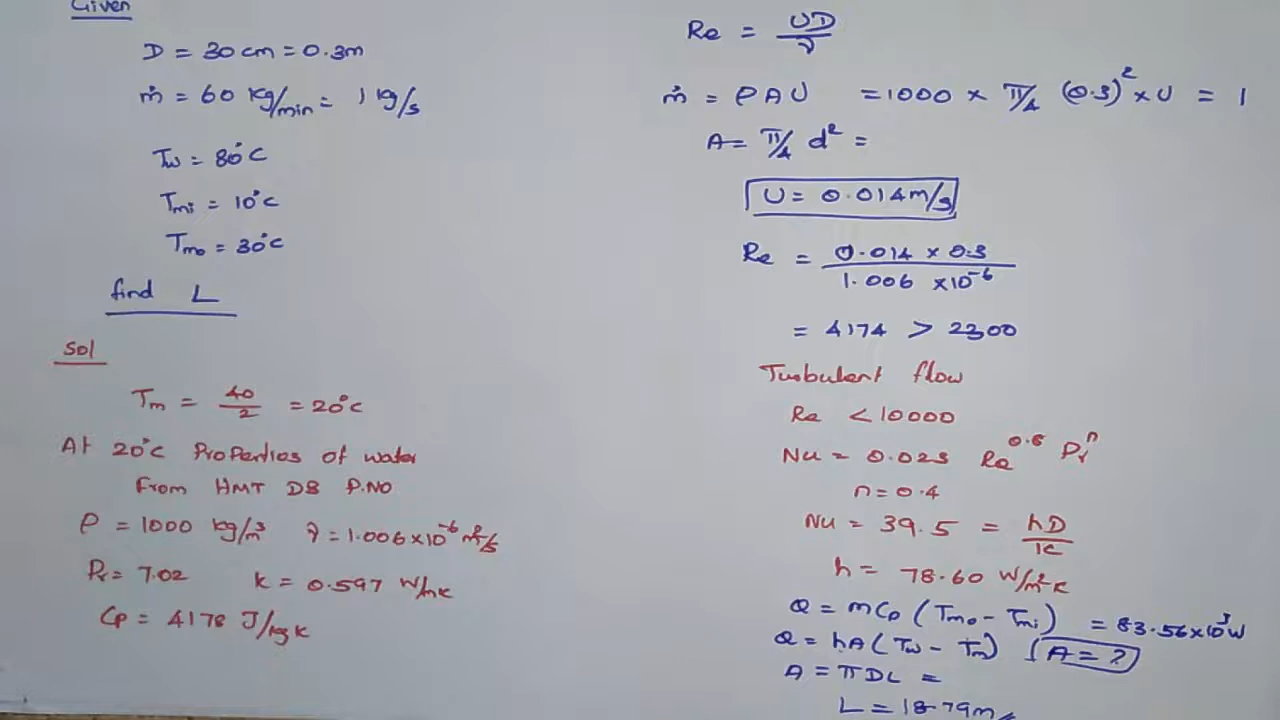 Given
D = 30 cm = 0.3m
ṁ = 60 kg/min = 1 kg/s
Tw = 80°C
Tmi = 10°C
Tmo = 30°C
find L
Sol
Tm = 40/2 = 20°C
At 20°C Properties of water
From HMT DB P.NO
ρ = 1000 kg/m³ ν = 1.006 × 10⁻⁶ m²/s
Pr = 7.02 K = 0.597 W/mK
Cp = 4178 J/kg K
Re = UD/ν
ṁ = ρAU = 1000 × π/4 (0.3)² × U = 1
A = π/4 d² =
U = 0.014 m/s
Re = 0.014 × 0.3 / 1.006 × 10⁻⁶
= 4174 > 2300
Turbulent flow
Re < 10000
Nu = 0.023 Re^0.8 Pr^n
n = 0.4
Nu = 39.5 = hD/K
h = 78.60 W/m²K
Q = mCp (Tmo - Tmi) = 83.56 × 10³ W
Q = hA (Tw - Tm) A = ?
A = πDL =
L = 18.79m